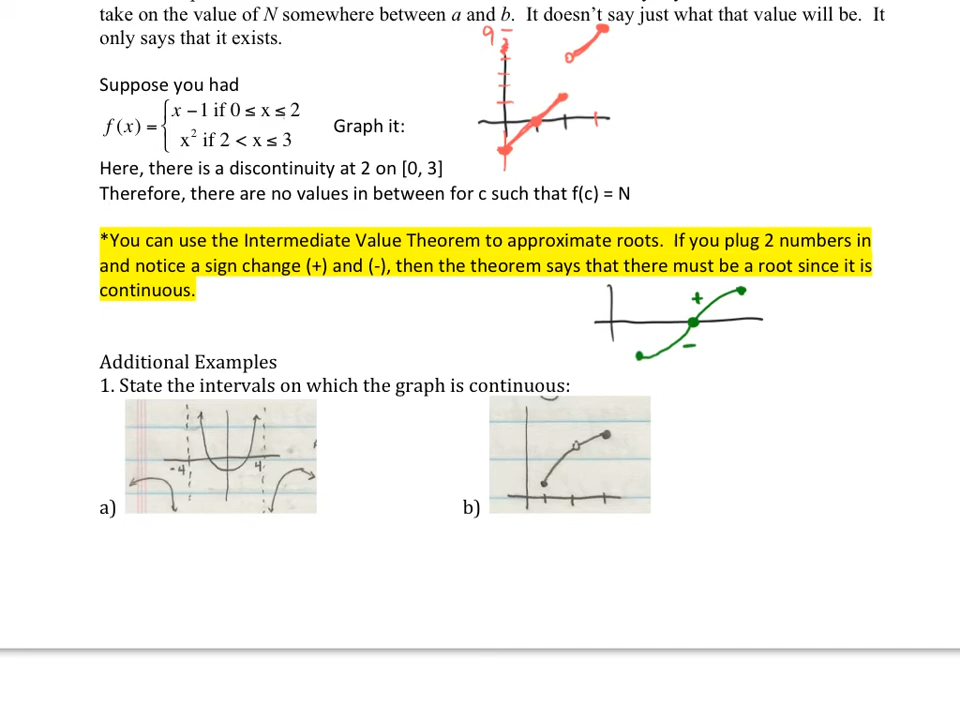 take on the value of N somewhere between a and b. It doesn't say just what that value will be. It
only says that it exists.
9
Suppose you had
f(x) = { x – 1 if 0 ≤ x ≤ 2
x² if 2 < x ≤ 3
Graph it:
Here, there is a discontinuity at 2 on [0, 3]
Therefore, there are no values in between for c such that f(c) = N
*You can use the Intermediate Value Theorem to approximate roots. If you plug 2 numbers in
and notice a sign change (+) and (-), then the theorem says that there must be a root since it is
continuous.
+
–
Additional Examples
1. State the intervals on which the graph is continuous:
-4 4
a) b)